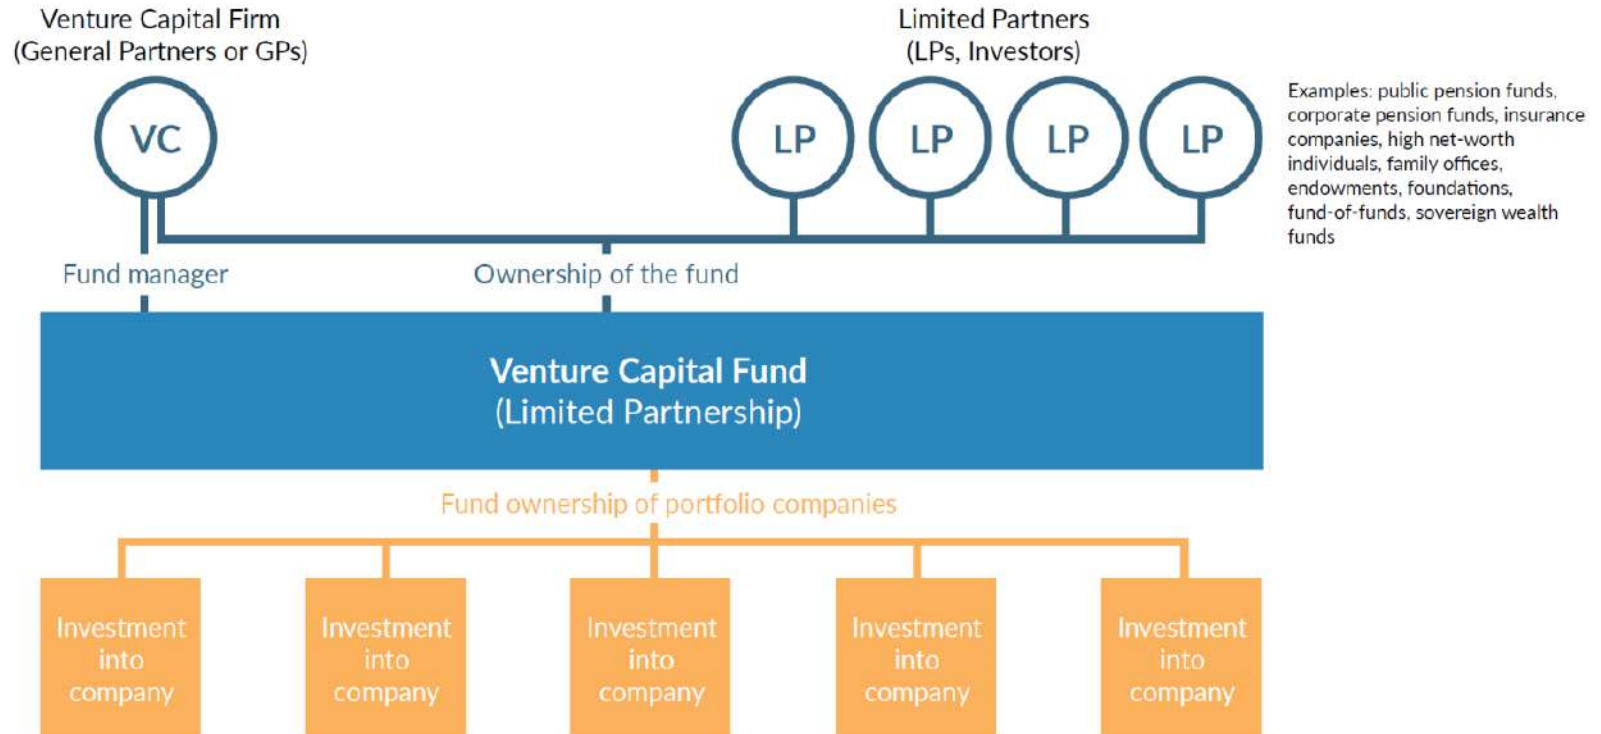 Venture Capital Firm
(General Partners or GPs)
Limited Partners
(LPs, Investors)
VC
LP
LP
LP
LP
Examples: public pension funds,
corporate pension funds, insurance
companies, high net-worth
individuals, family offices,
endowments, foundations,
fund-of-funds, sovereign wealth
funds
Fund manager
Ownership of the fund
Venture Capital Fund
(Limited Partnership)
Fund ownership of portfolio companies
Investment
into
company
Investment
into
company
Investment
into
company
Investment
into
company
Investment
into
company